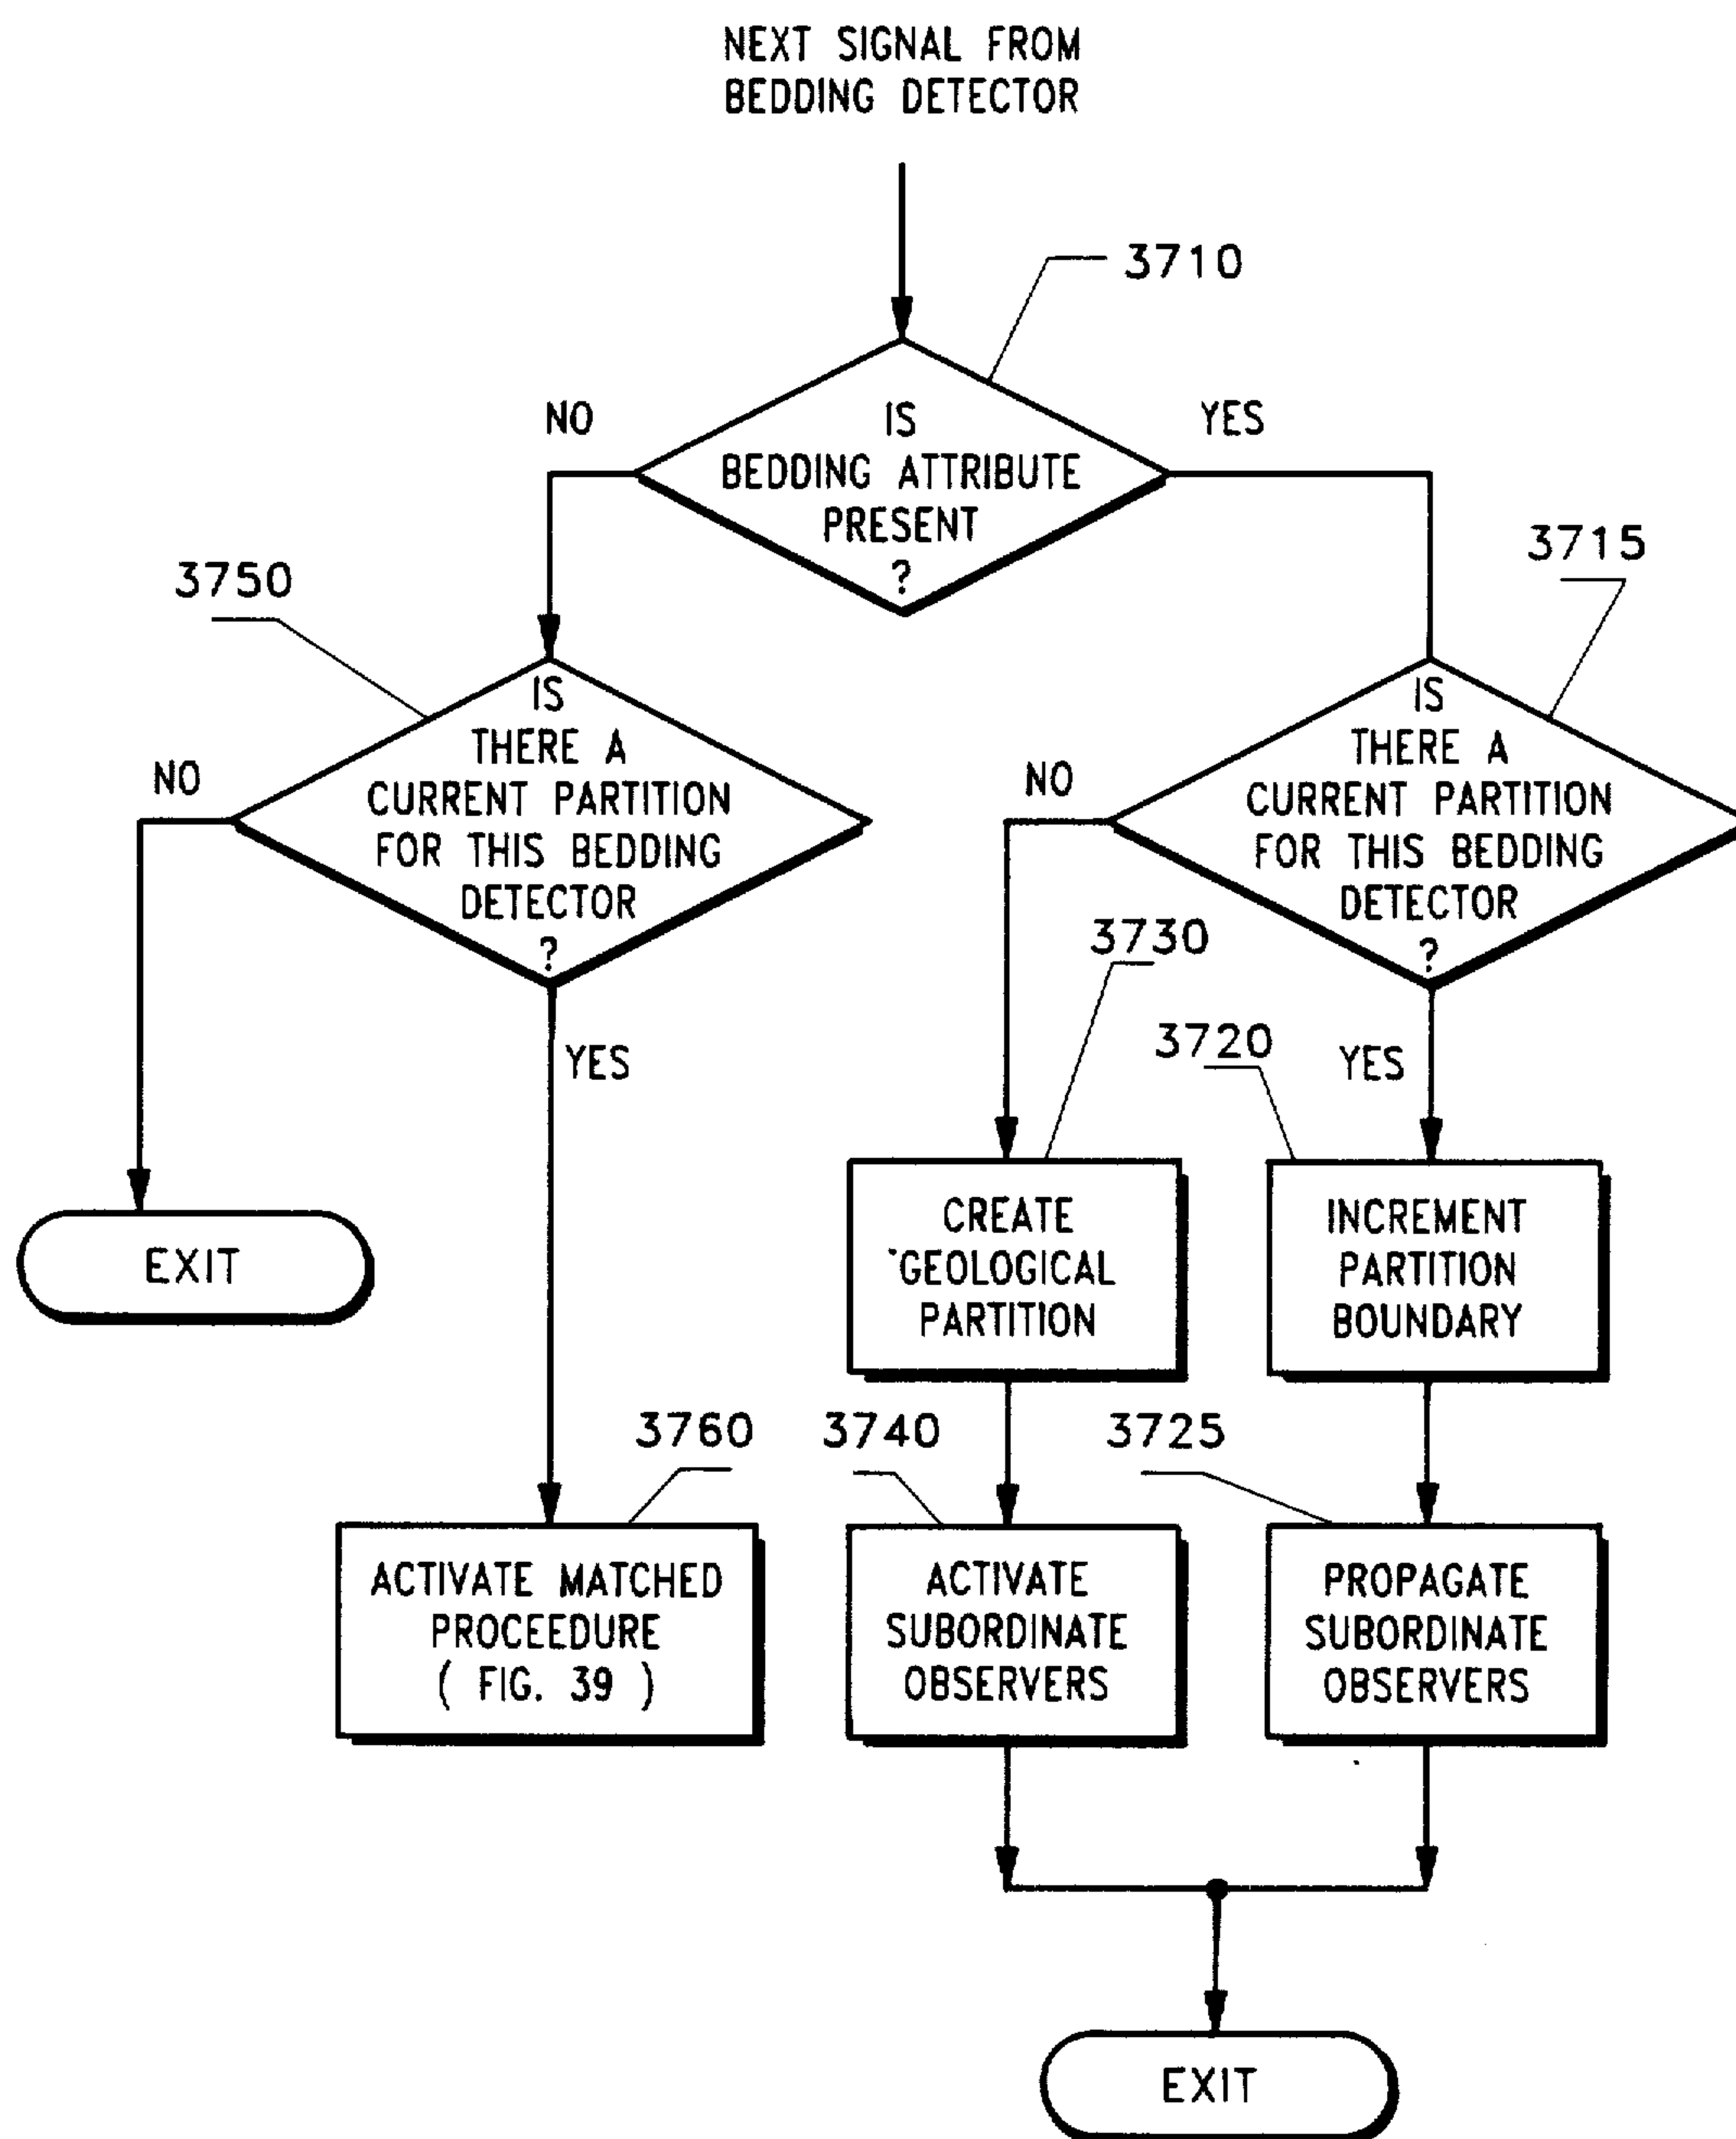 NEXT SIGNAL FROM
BEDDING DETECTOR
3710
NO
YES
IS
BEDDING ATTRIBUTE
PRESENT
?
3750
3715
IS
THERE A
CURRENT PARTITION
FOR THIS BEDDING
DETECTOR
?
NO
YES
IS
THERE A
CURRENT PARTITION
FOR THIS BEDDING
DETECTOR
?
NO
YES
3730
3720
EXIT
CREATE
GEOLOGICAL
PARTITION
INCREMENT
PARTITION
BOUNDARY
3760
3740
3725
ACTIVATE MATCHED
PROCEEDURE
( FIG. 39 )
ACTIVATE
SUBORDINATE
OBSERVERS
PROPAGATE
SUBORDINATE
OBSERVERS
EXIT